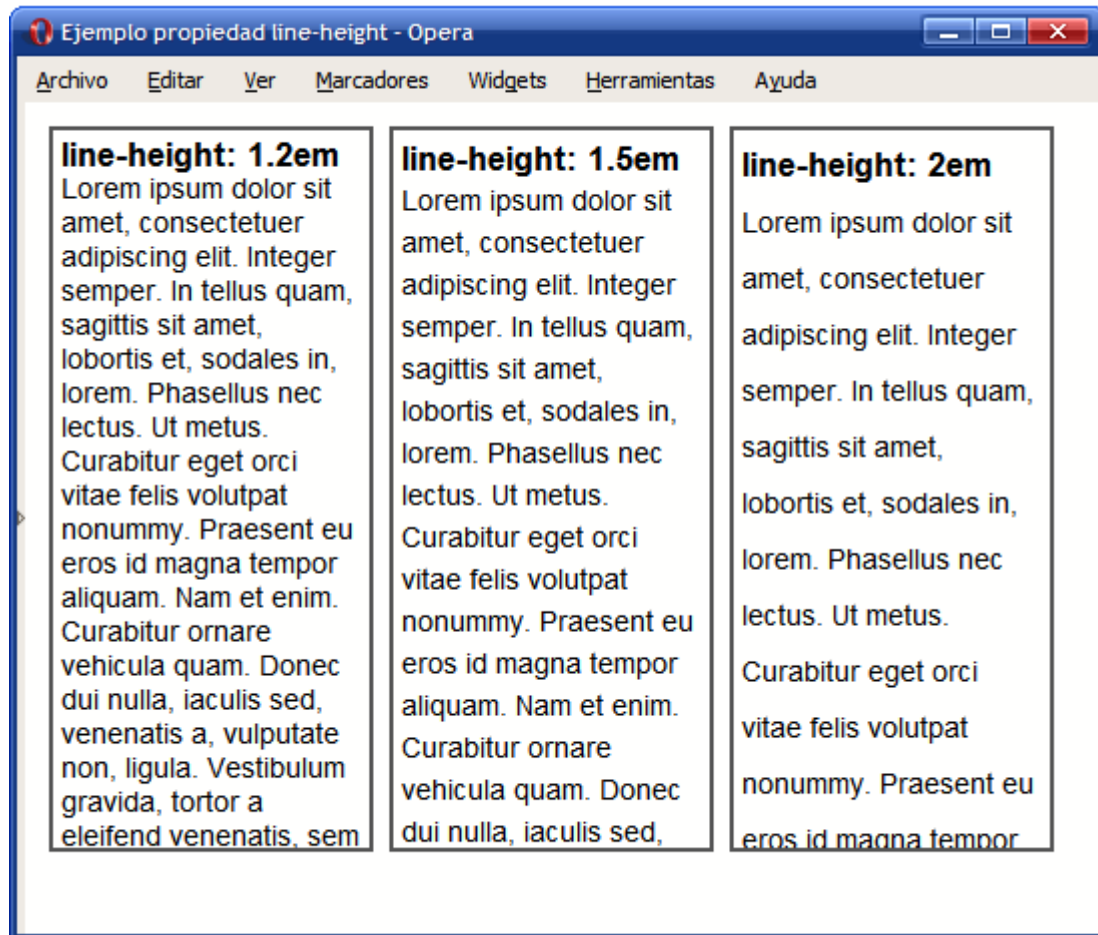 Ejemplo propiedad line-height - Opera
Archivo Editar Ver Marcadores Widgets Herramientas Ayuda
line-height: 1.2em
Lorem ipsum dolor sit
amet, consectetuer
adipiscing elit. Integer
semper. In tellus quam,
sagittis sit amet,
lobortis et, sodales in,
lorem. Phasellus nec
lectus. Ut metus.
Curabitur eget orci
vitae felis volutpat
nonummy. Praesent eu
eros id magna tempor
aliquam. Nam et enim.
Curabitur ornare
vehicula quam. Donec
dui nulla, iaculis sed,
venenatis a, vulputate
non, ligula. Vestibulum
gravida, tortor a
eleifend venenatis, sem
line-height: 1.5em
Lorem ipsum dolor sit
amet, consectetuer
adipiscing elit. Integer
semper. In tellus quam,
sagittis sit amet,
lobortis et, sodales in,
lorem. Phasellus nec
lectus. Ut metus.
Curabitur eget orci
vitae felis volutpat
nonummy. Praesent eu
eros id magna tempor
aliquam. Nam et enim.
Curabitur ornare
vehicula quam. Donec
dui nulla, iaculis sed,
line-height: 2em
Lorem ipsum dolor sit
amet, consectetuer
adipiscing elit. Integer
semper. In tellus quam,
sagittis sit amet,
lobortis et, sodales in,
lorem. Phasellus nec
lectus. Ut metus.
Curabitur eget orci
vitae felis volutpat
nonummy. Praesent eu
eros id magna tempor